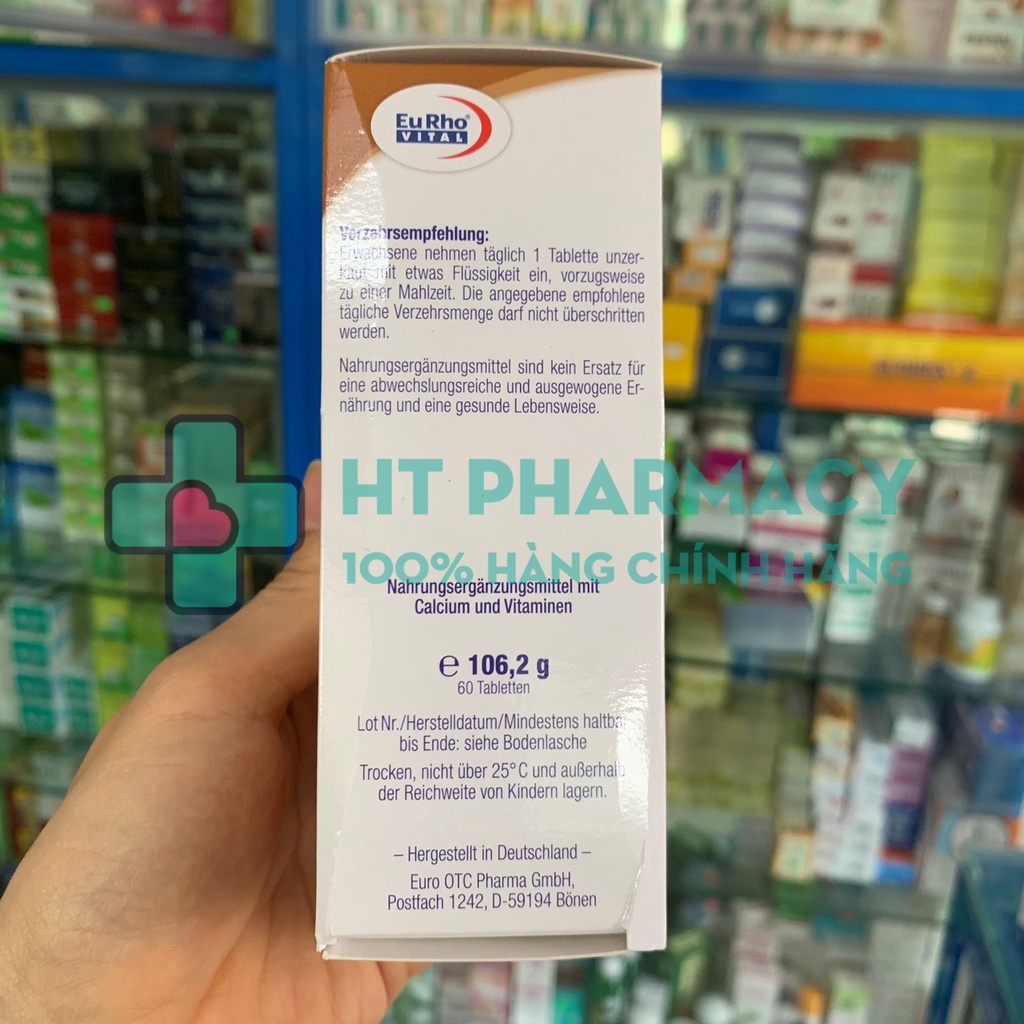 EuRho®
VITAL
Verzehrsempfehlung:
Erwachsene nehmen täglich 1 Tablette unzer-
kaut mit etwas Flüssigkeit ein, vorzugsweise
zu einer Mahlzeit. Die angegebene empfohlene
tägliche Verzehrsmenge darf nicht überschritten
werden.
Nahrungsergänzungsmittel sind kein Ersatz für
eine abwechslungsreiche und ausgewogene Er-
nährung und eine gesunde Lebensweise.
HT PHARMACY
100% HÀNG CHÍNH HÃNG
Nahrungsergänzungsmittel mit
Calcium und Vitaminen
℮ 106,2 g
60 Tabletten
Lot Nr./Herstelldatum/Mindestens haltbar
bis Ende: siehe Bodenlasche
Trocken, nicht über 25°C und außerhalb
der Reichweite von Kindern lagern.
– Hergestellt in Deutschland –
Euro OTC Pharma GmbH,
Postfach 1242, D-59194 Bönen